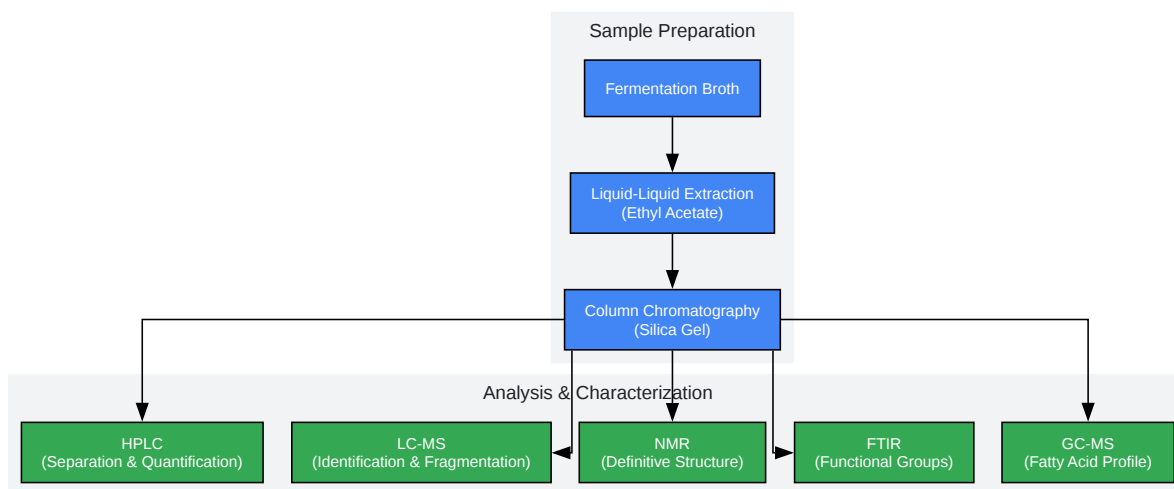 Sample Preparation
Fermentation Broth
Liquid-Liquid Extraction
(Ethyl Acetate)
Column Chromatography
(Silica Gel)
Analysis & Characterization
HPLC
(Separation & Quantification)
LC-MS
(Identification & Fragmentation)
NMR
(Definitive Structure)
FTIR
(Functional Groups)
GC-MS
(Fatty Acid Profile)